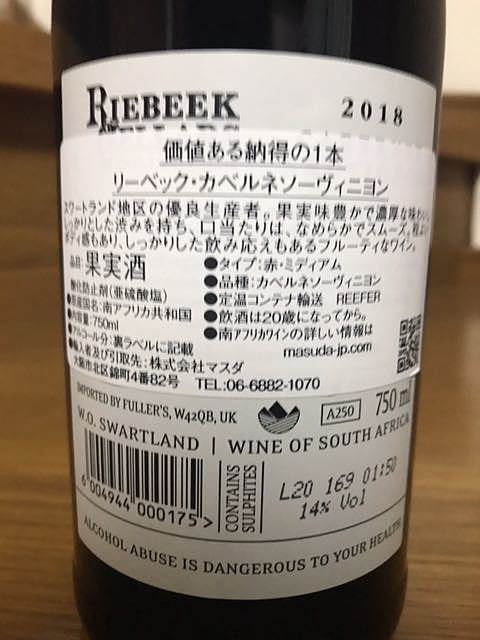 RIEBEEK
2018
価値ある納得の1本
リーベック・カベルネソーヴィニヨン
スワートランド地区の優良生産者。果実味豊かで濃厚な味わい。
しっかりとした渋みを持ち、口当たりは、なめらかでスムーズ。程よい
ボディ感もあり、しっかりした飲み応えもあるフルーティなワイン。
品目:果実酒
酸化防止剤(亜硫酸塩)
●原産国名:南アフリカ共和国
●内容量:750ml
●アルコール分:裏ラベルに記載
●輸入者及び引取先:株式会社マスダ
大阪市北区錦町4番82号 TEL:06-6882-1070
●タイプ:赤・ミディアム
●品種:カベルネソーヴィニヨン
●定温コンテナ輸送 REEFER
●飲酒は20歳になってから。
●南アフリカワインの詳しい情報は
masuda-jp.com
IMPORTED BY FULLER'S, W42QB, UK
A250
750 ml
W.O. SWARTLAND | WINE OF SOUTH AFRICA
6 004944 000175 >
CONTAINS
SULPHITES
L20 169 01:50
14% Vol
ALCOHOL ABUSE IS DANGEROUS TO YOUR HEALTH